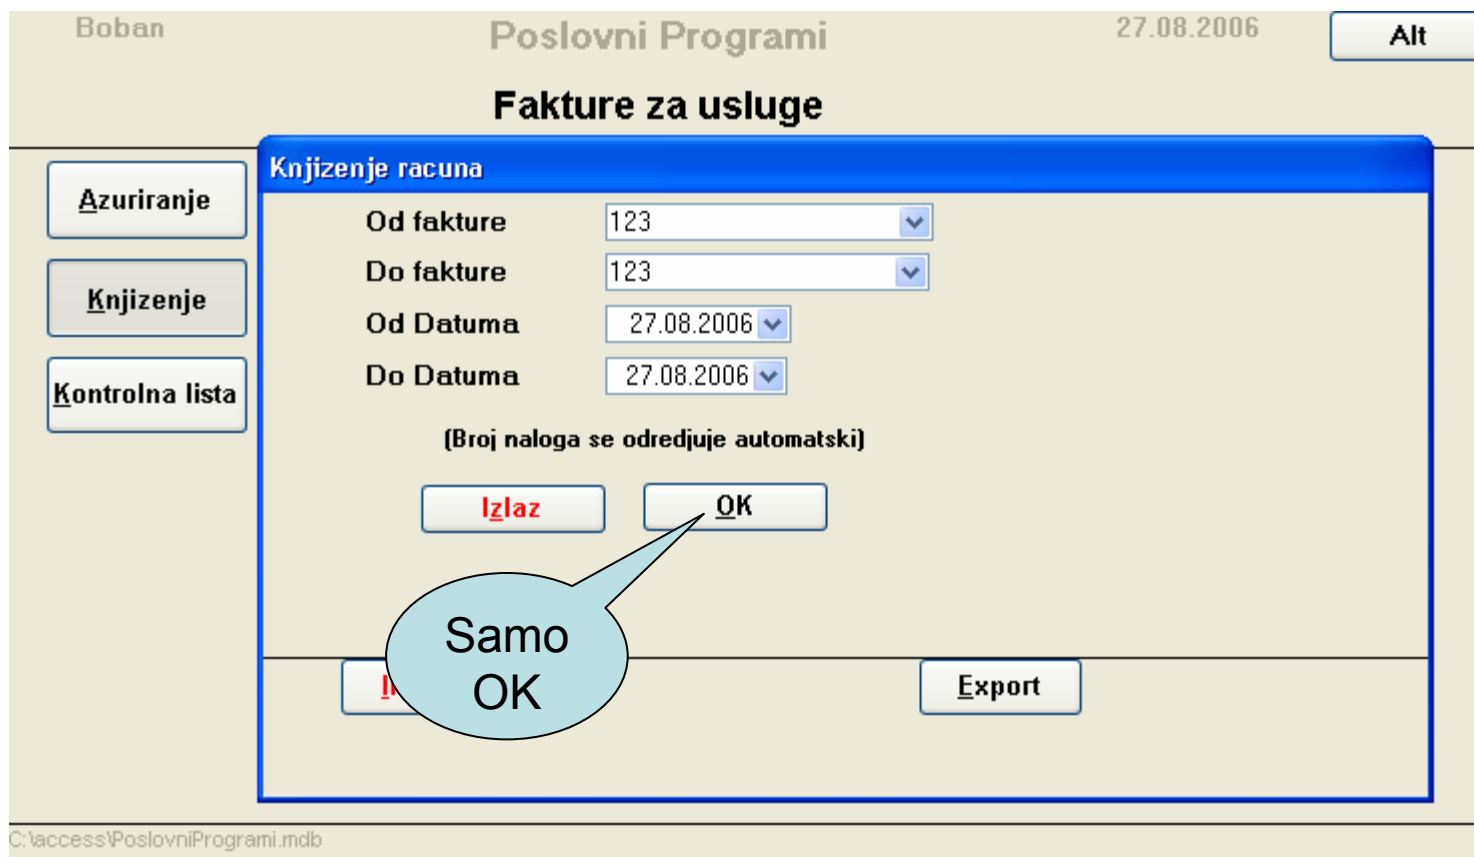 Boban
Poslovni Programi
27.08.2006
Alt
Fakture za usluge
Knjizenje racuna
Azuriranje
Knjizenje
Kontrolna lista
Od fakture 123
Do fakture 123
Od Datuma 27.08.2006
Do Datuma 27.08.2006
(Broj naloga se odredjuje automatski)
Izlaz
OK
Samo
OK
Export
C:\access\PoslovniProgrami.mdb